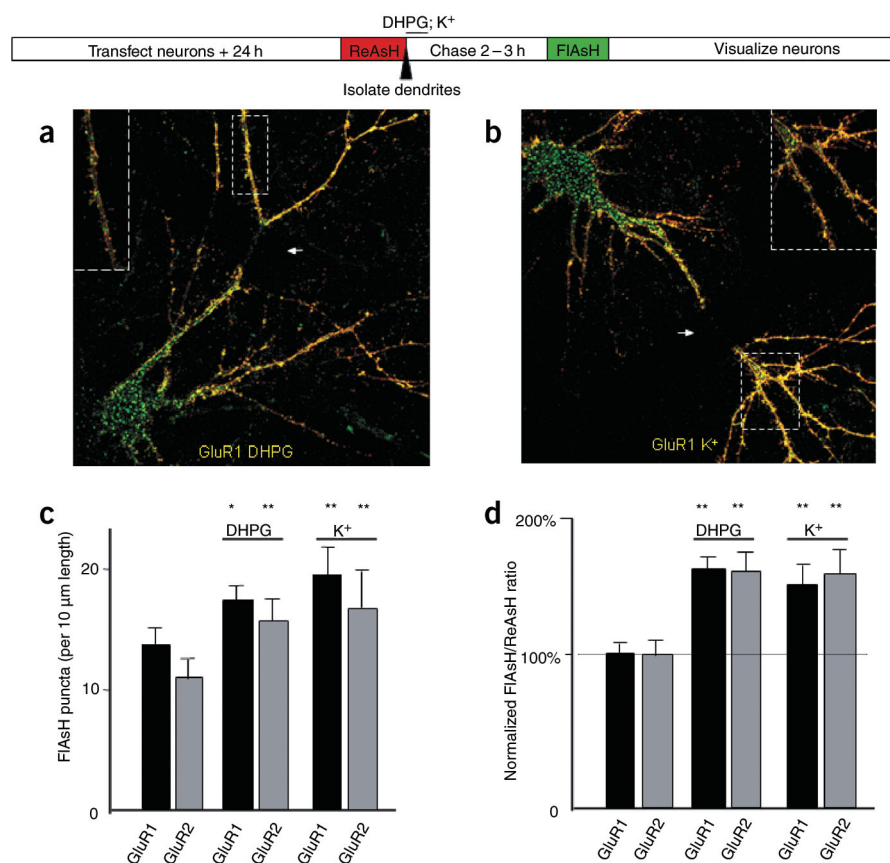 DHPG; K+
Transfect neurons + 24 h ReAsH Chase 2–3 h FlAsH Visualize neurons
Isolate dendrites
a
GluR1 DHPG
b
GluR1 K+
c
* ** ** **
DHPG K+
FlAsH puncta (per 10 µm length)
20
10
0
GluR1 GluR2 GluR1 GluR2 GluR1 GluR2
d
** ** ** **
DHPG K+
Normalized FlAsH/ReAsH ratio
200%
100%
0
GluR1 GluR2 GluR1 GluR2 GluR1 GluR2